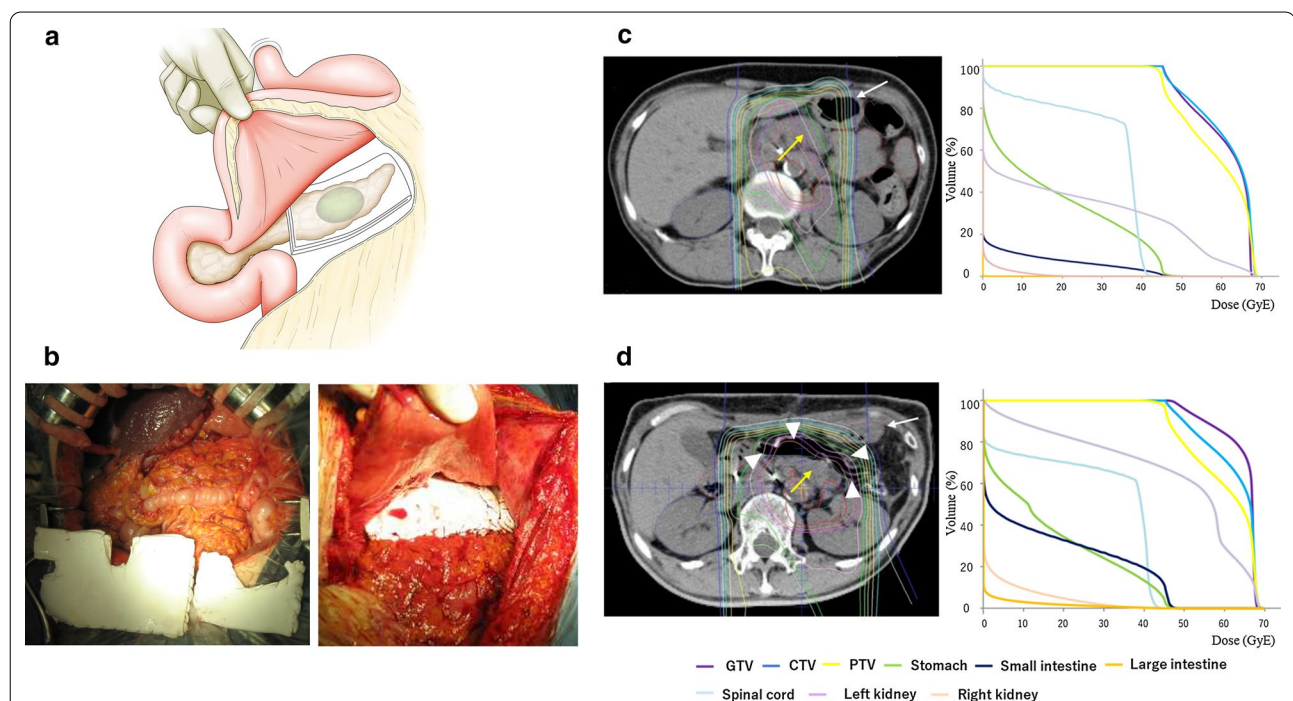 a
b
c
Volume (%)
100
80
60
40
20
0
0 10 20 30 40 50 60 70
Dose (GyE)
d
Volume (%)
100
80
60
40
20
0
0 10 20 30 40 50 60 70
Dose (GyE)
GTV CTV PTV Stomach Small intestine Large intestine
Spinal cord Left kidney Right kidney